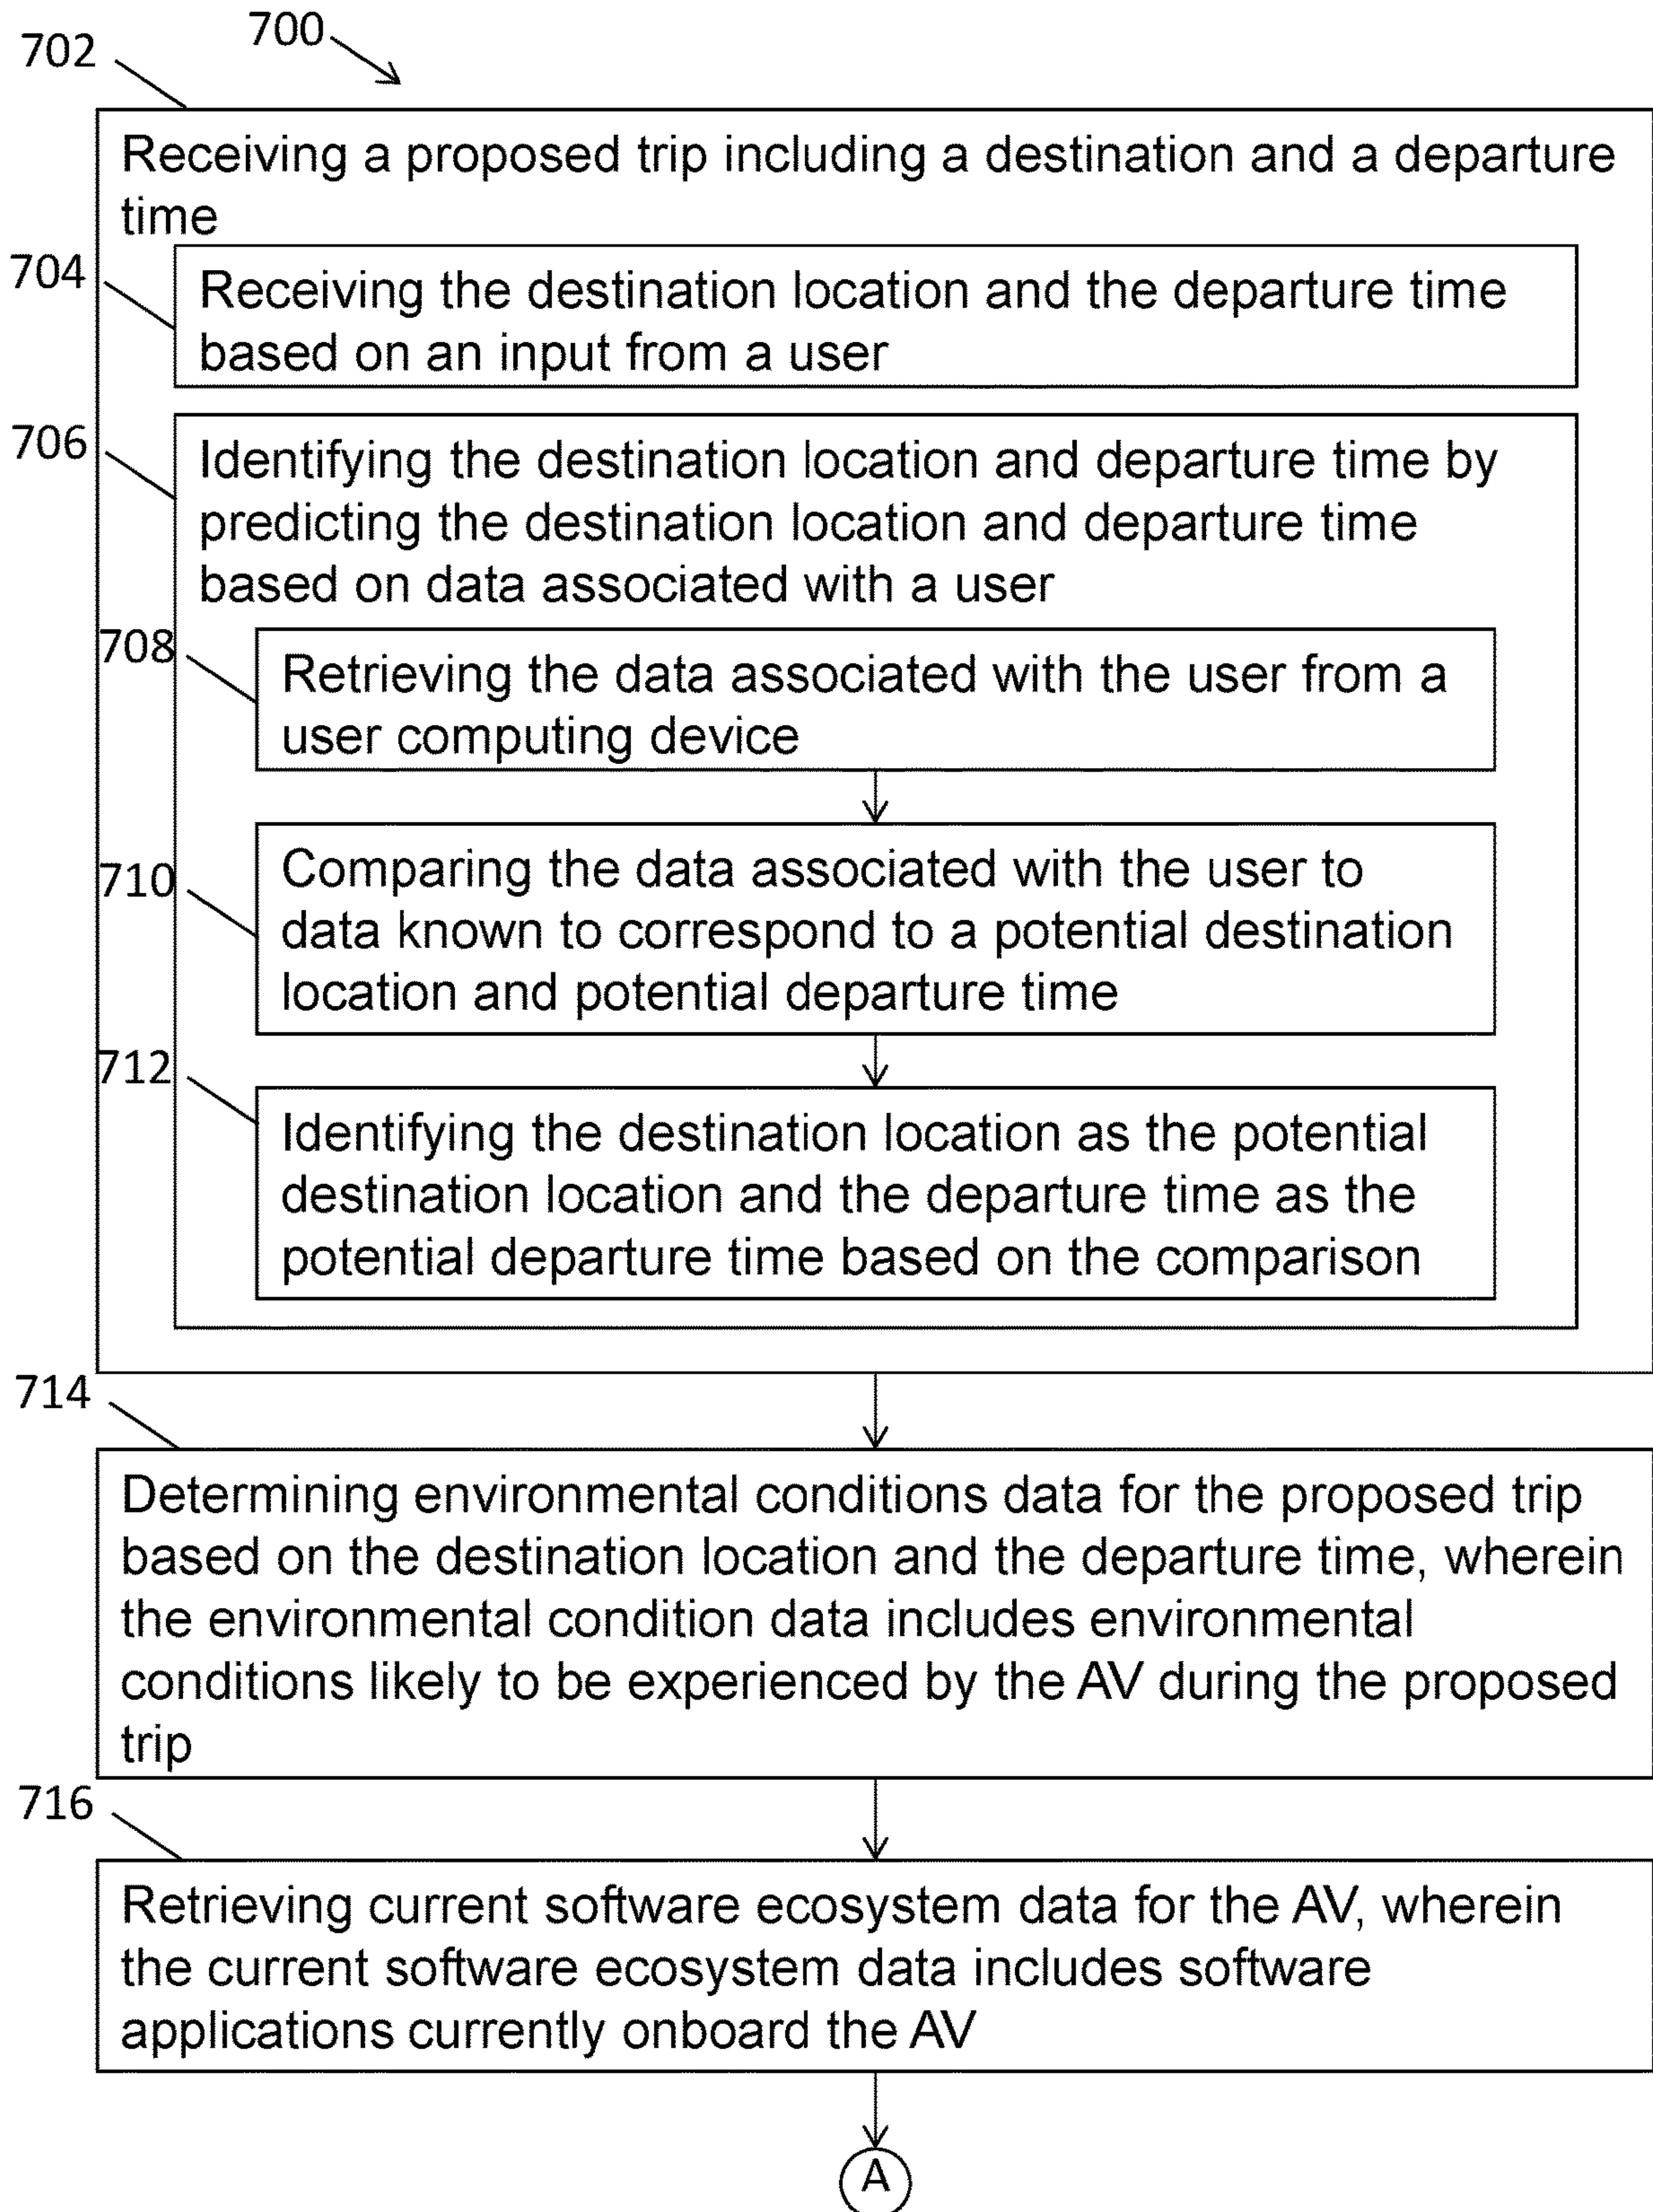 700
702
Receiving a proposed trip including a destination and a departure
time
704
Receiving the destination location and the departure time
based on an input from a user
706
Identifying the destination location and departure time by
predicting the destination location and departure time
based on data associated with a user
708
Retrieving the data associated with the user from a
user computing device
710
Comparing the data associated with the user to
data known to correspond to a potential destination
location and potential departure time
712
Identifying the destination location as the potential
destination location and the departure time as the
potential departure time based on the comparison
714
Determining environmental conditions data for the proposed trip
based on the destination location and the departure time, wherein
the environmental condition data includes environmental
conditions likely to be experienced by the AV during the proposed
trip
716
Retrieving current software ecosystem data for the AV, wherein
the current software ecosystem data includes software
applications currently onboard the AV
A